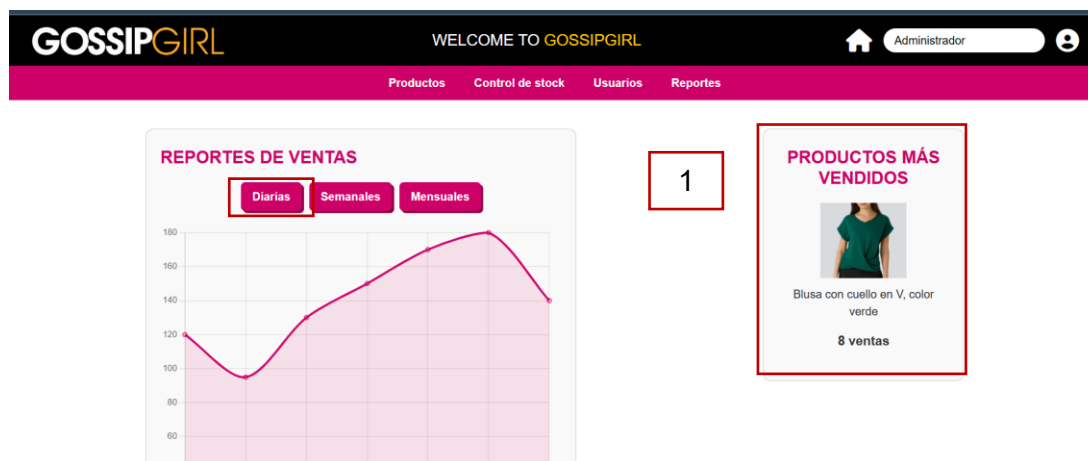 GOSSIPGIRL
WELCOME TO GOSSIPGIRL
Administrador
Productos Control de stock Usuarios Reportes
REPORTES DE VENTAS
Diarias Semanales Mensuales
180
160
140
120
100
80
60
1
PRODUCTOS MÁS
VENDIDOS
Blusa con cuello en V, color
verde
8 ventas